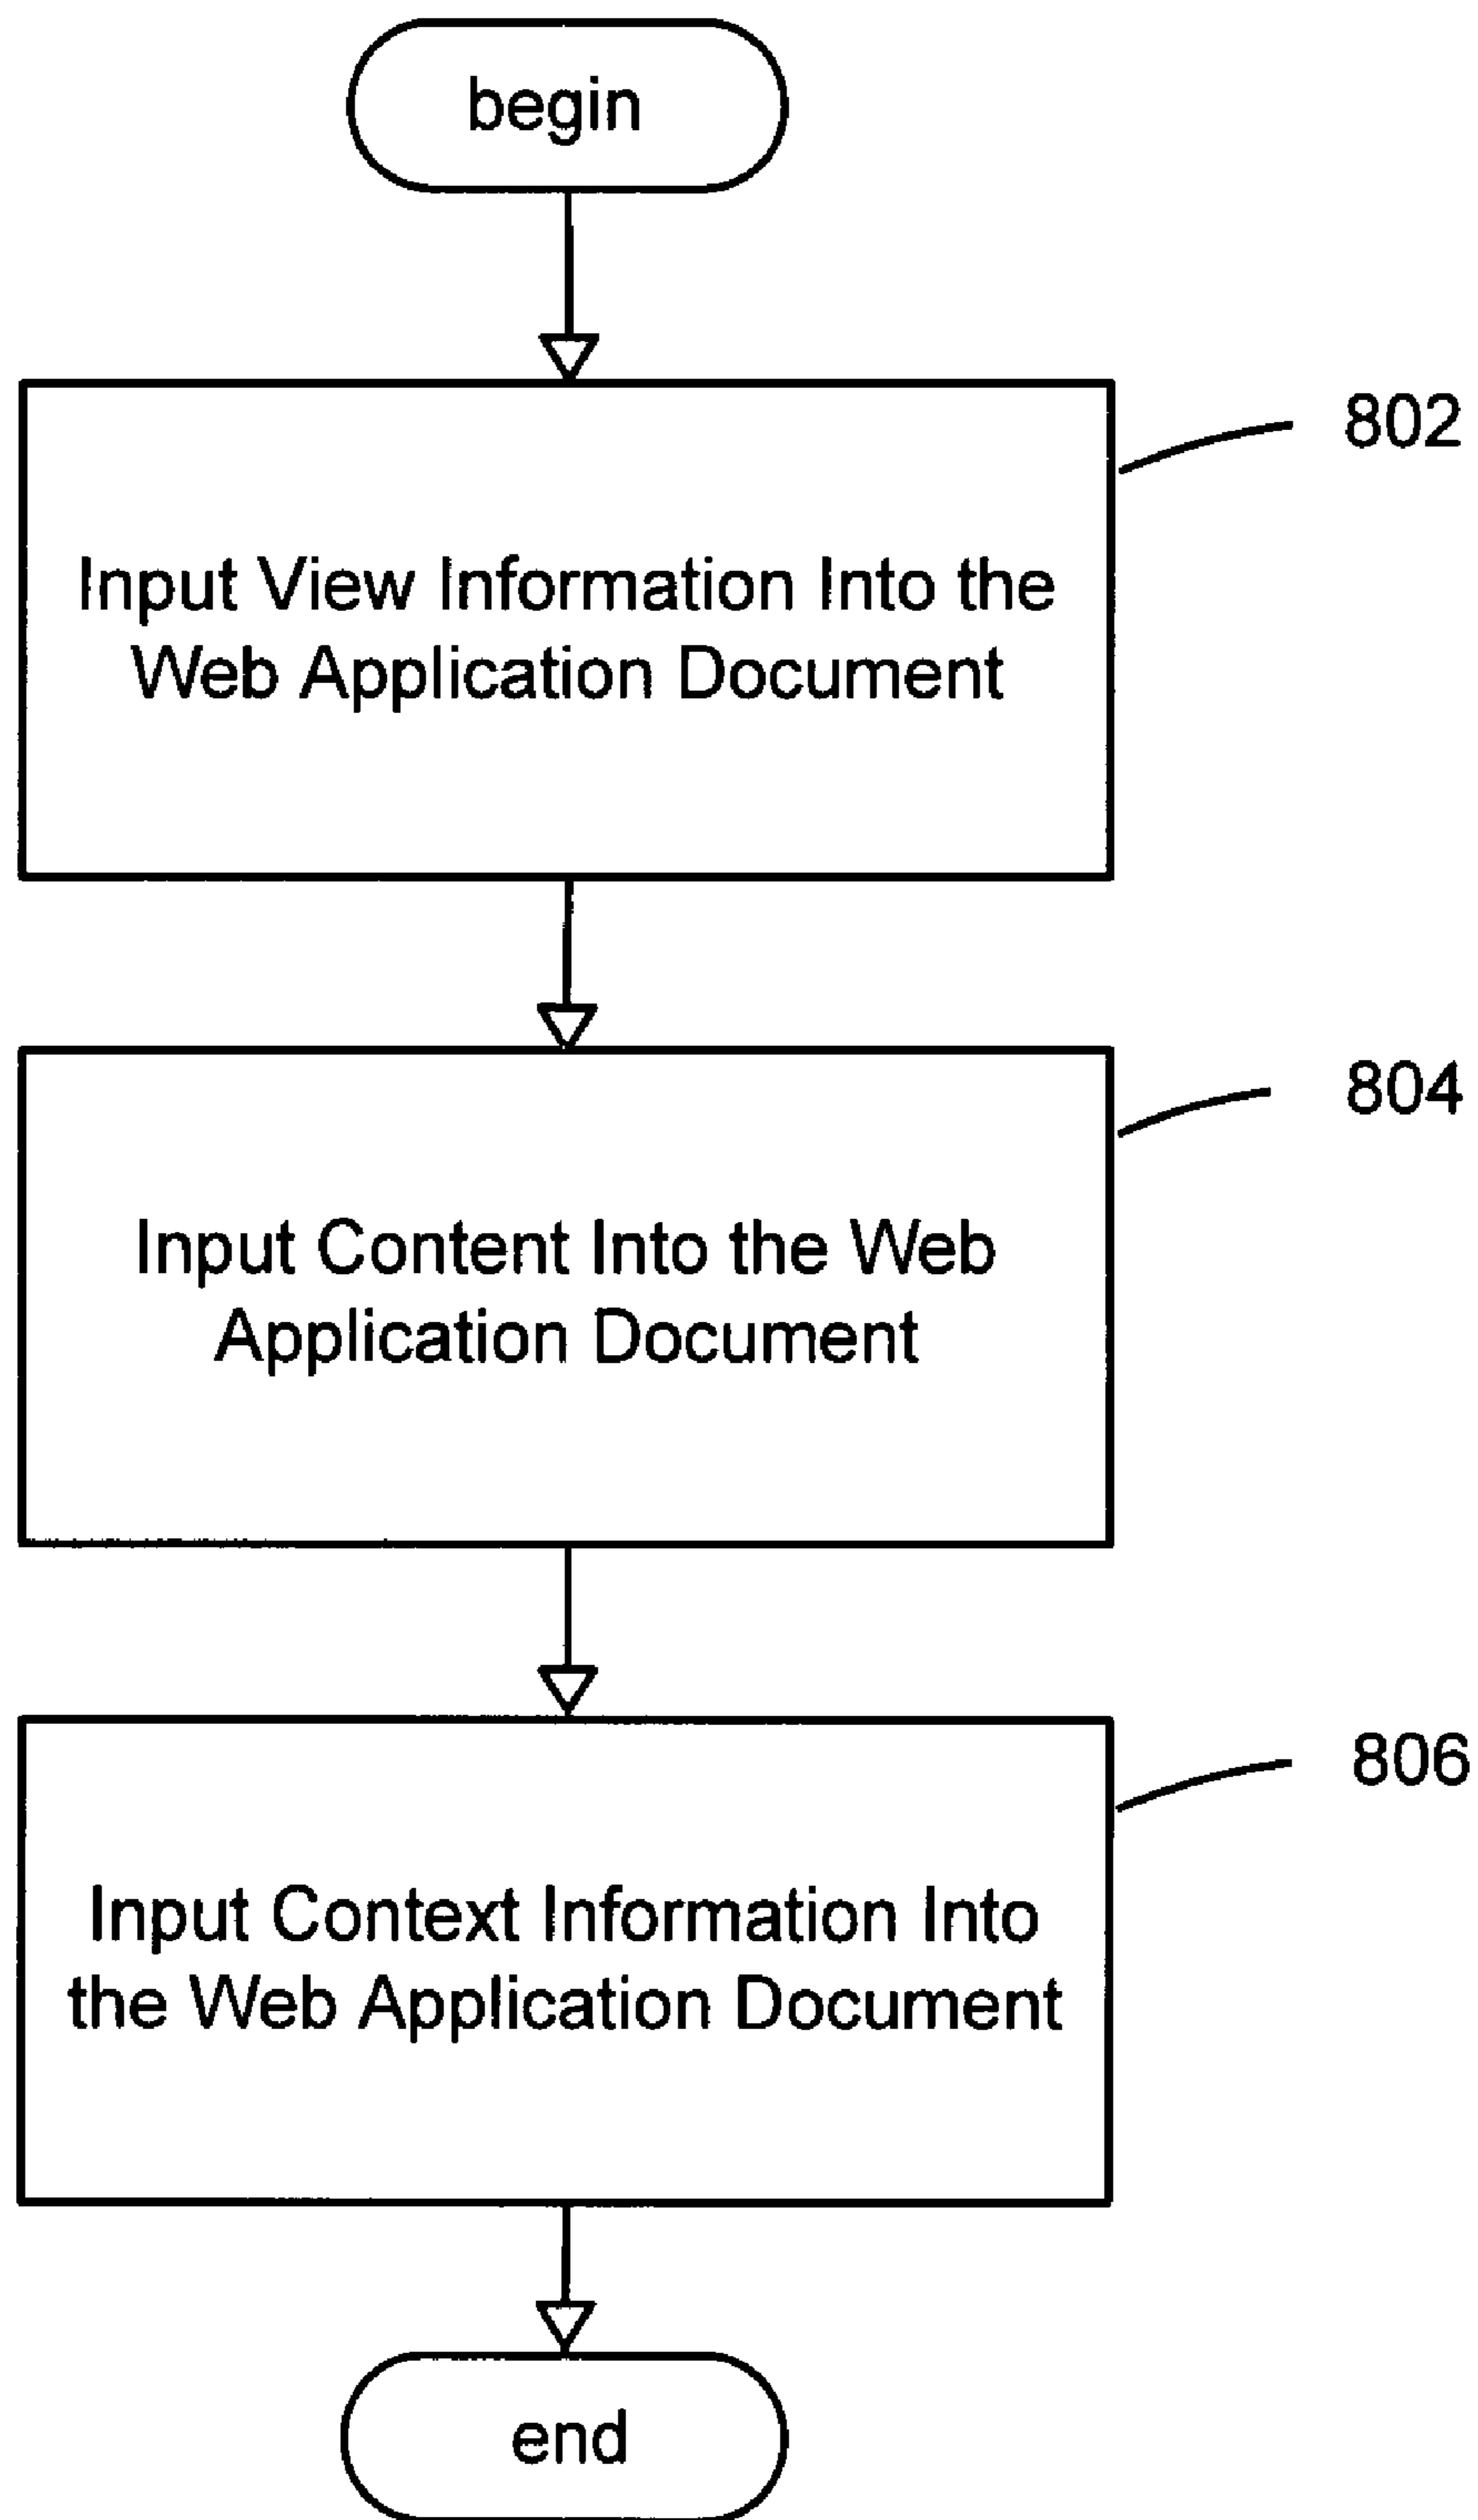 begin
802
Input View Information Into the
Web Application Document
804
Input Content Into the Web
Application Document
806
Input Context Information Into
the Web Application Document
end